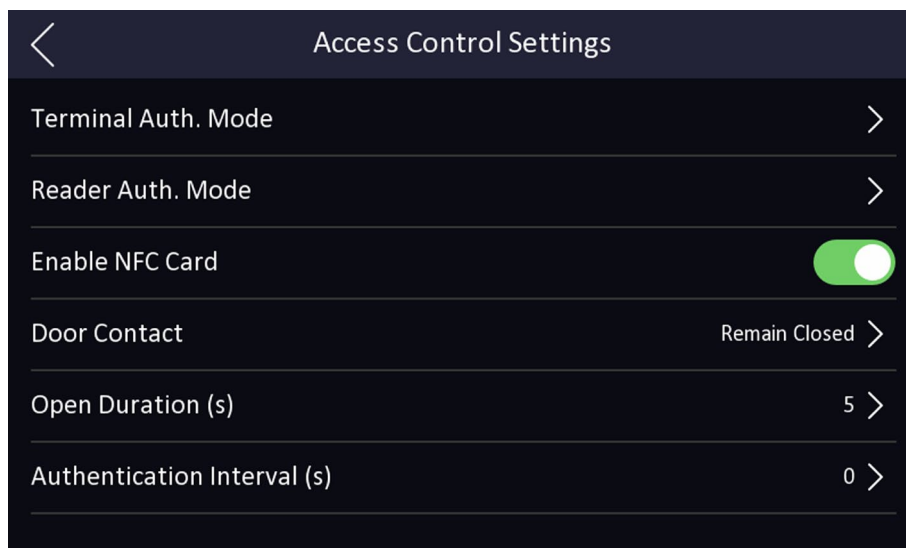 Access Control Settings
Terminal Auth. Mode
Reader Auth. Mode
Enable NFC Card
Door Contact Remain Closed
Open Duration (s) 5
Authentication Interval (s) 0